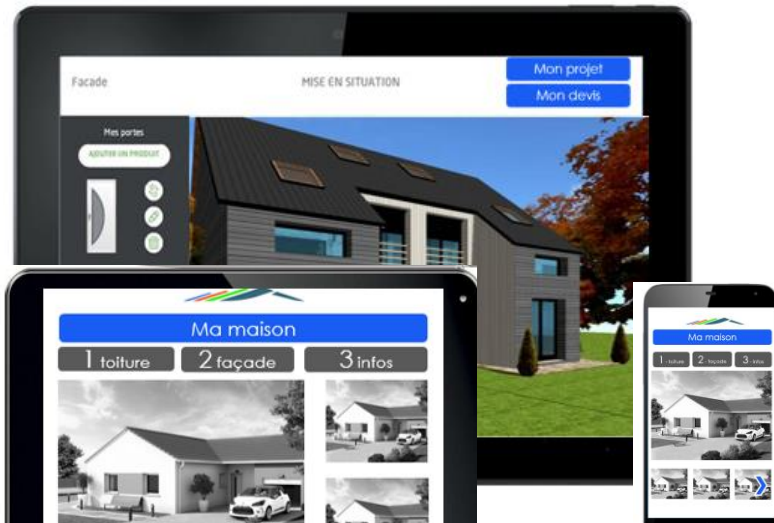 Facade
MISE EN SITUATION
Mon projet
Mon devis
Mes portes
AJOUTER UN PRODUIT
Ma maison
1 toiture
2 façade
3 infos
Ma maison
1 toiture
2 façade
3 infos